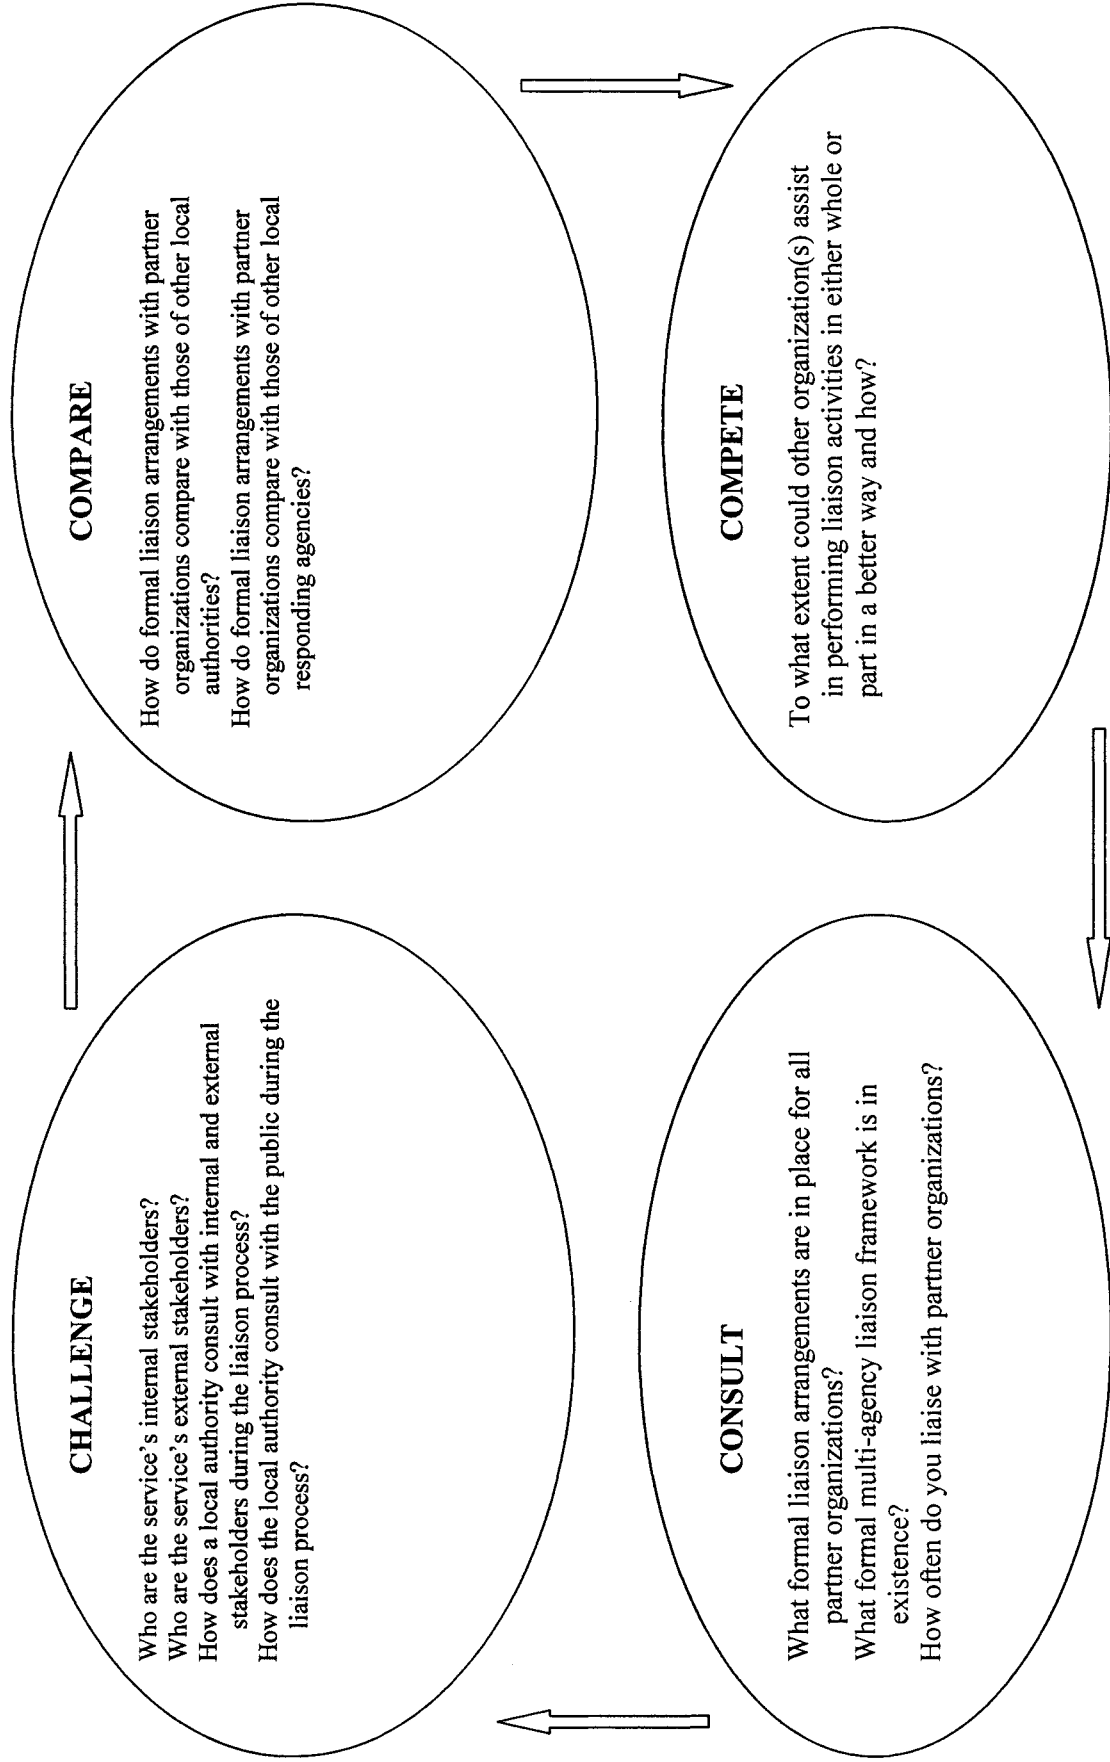 CHALLENGE
Who are the service’s internal stakeholders?
Who are the service’s external stakeholders?
How does a local authority consult with internal and external
stakeholders during the liaison process?
How does the local authority consult with the public during the
liaison process?
COMPARE
How do formal liaison arrangements with partner
organizations compare with those of other local
authorities?
How do formal liaison arrangements with partner
organizations compare with those of other local
responding agencies?
COMPETE
To what extent could other organization(s) assist
in performing liaison activities in either whole or
part in a better way and how?
CONSULT
What formal liaison arrangements are in place for all
partner organizations?
What formal multi-agency liaison framework is in
existence?
How often do you liaise with partner organizations?